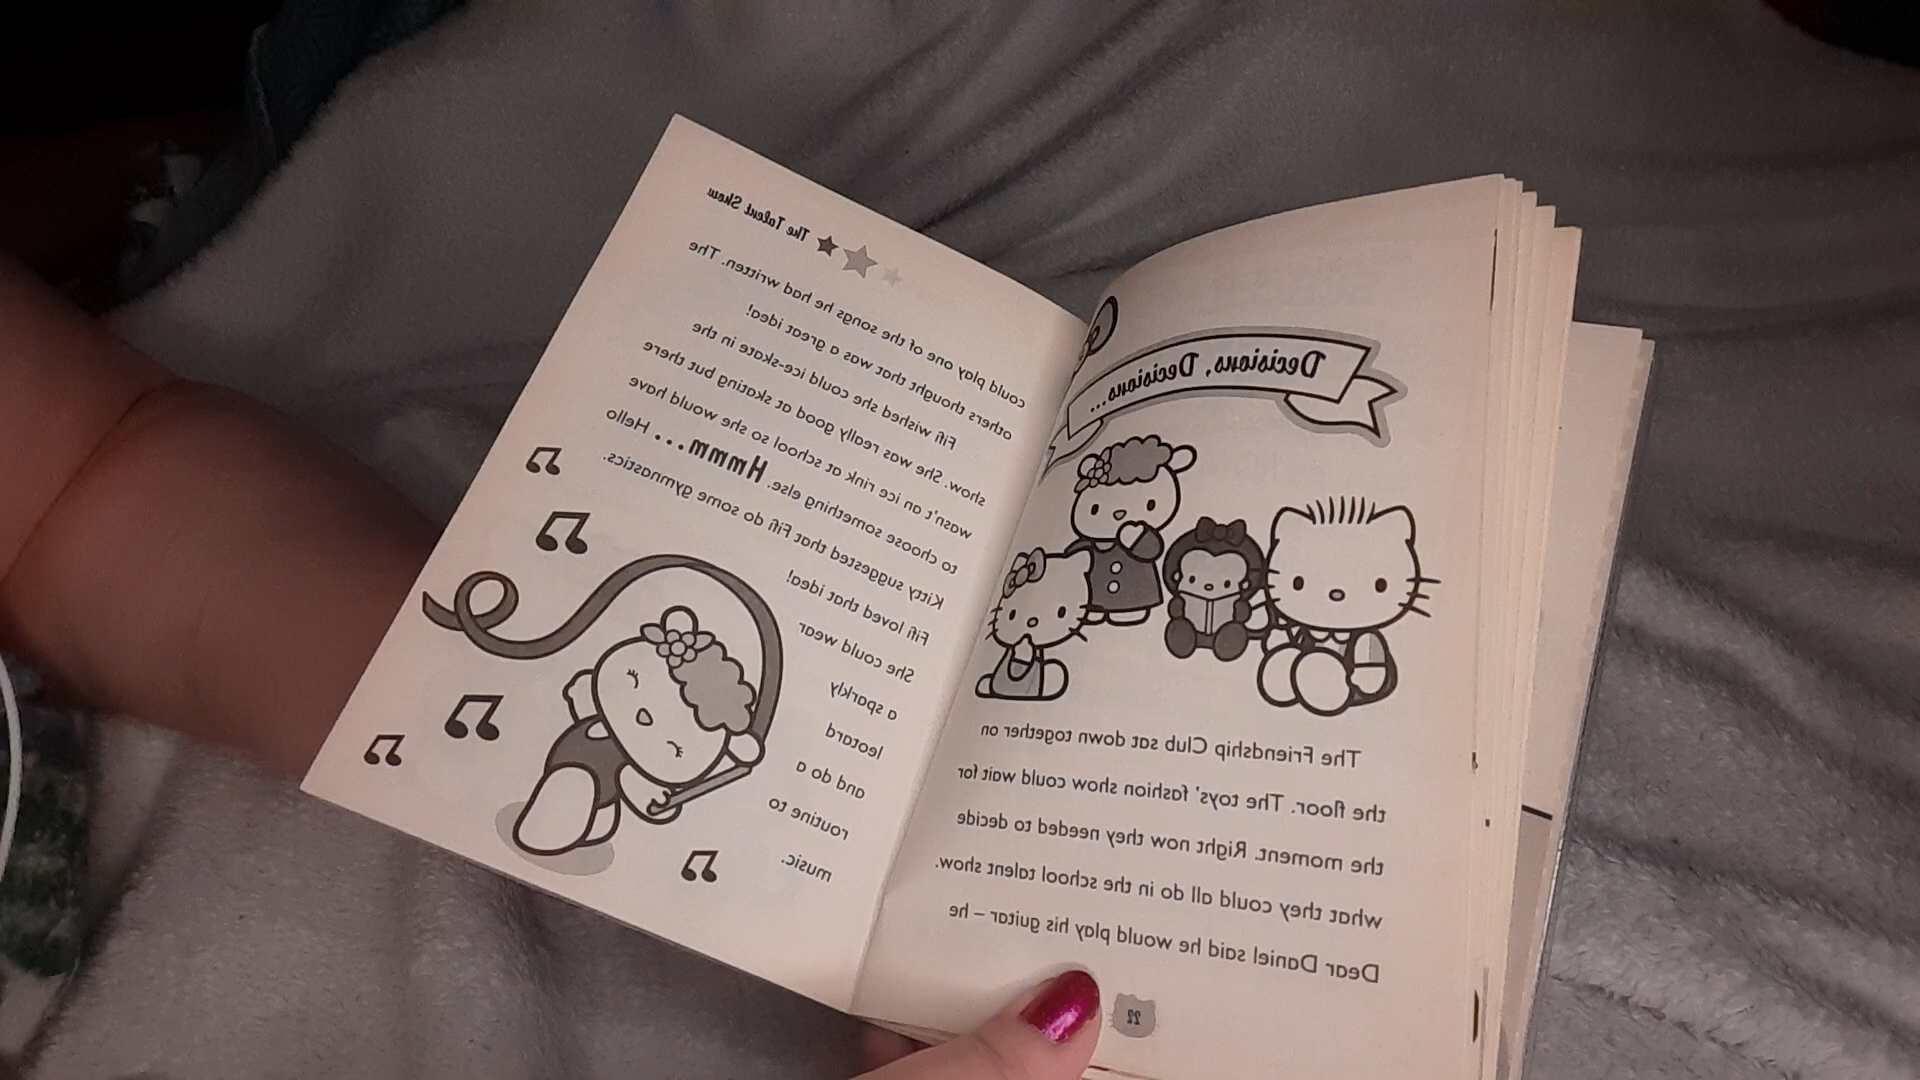 Decisions, Decisions...
The Friendship Club sat down together on
the floor. The toys' fashion show could wait for
the moment. Right now they needed to decide
what they could all do in the school talent show.
Dear Daniel said he would play his guitar – he
22
The Talent Show
could play one of the songs he had written. The
others thought that was a great idea!
Fifi wished she could ice-skate in the
show. She was really good at skating but there
wasn't an ice rink at school so she would have
to choose something else. Hmmm... Hello
Kitty suggested that Fifi do some gymnastics.
Fifi loved that idea!
She could wear
a sparkly
leotard
and do a
routine to
music.